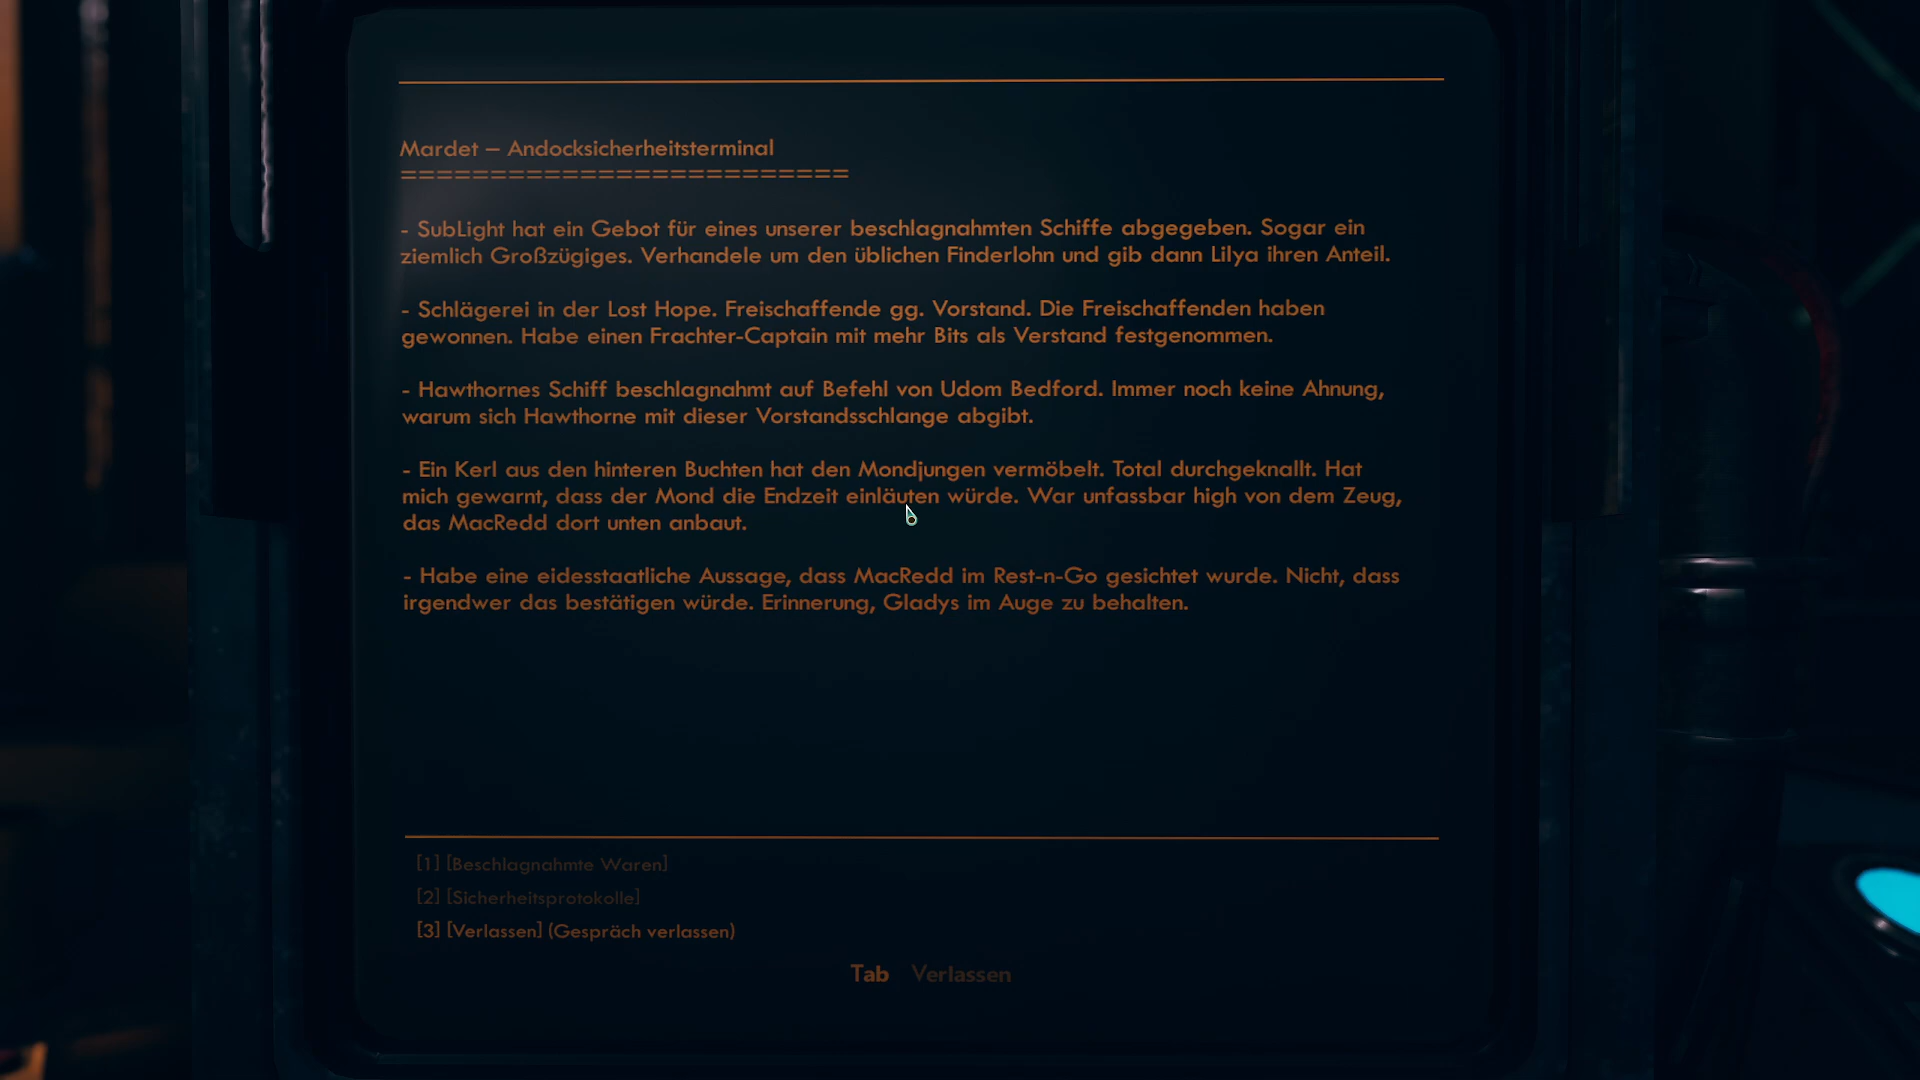 Mardet – Andocksicherheitsterminal
=========================
- SubLight hat ein Gebot für eines unserer beschlagnahmten Schiffe abgegeben. Sogar ein
ziemlich Großzügiges. Verhandele um den üblichen Finderlohn und gib dann Lilya ihren Anteil.
- Schlägerei in der Lost Hope. Freischaffende gg. Vorstand. Die Freischaffenden haben
gewonnen. Habe einen Frachter-Captain mit mehr Bits als Verstand festgenommen.
- Hawthornes Schiff beschlagnahmt auf Befehl von Udom Bedford. Immer noch keine Ahnung,
warum sich Hawthorne mit dieser Vorstandsschlange abgibt.
- Ein Kerl aus den hinteren Buchten hat den Mondjungen vermöbelt. Total durchgeknallt. Hat
mich gewarnt, dass der Mond die Endzeit einläuten würde. War unfassbar high von dem Zeug,
das MacRedd dort unten anbaut.
- Habe eine eidesstaatliche Aussage, dass MacRedd im Rest-n-Go gesichtet wurde. Nicht, dass
irgendwer das bestätigen würde. Erinnerung, Gladys im Auge zu behalten.
[1] [Beschlagnahmte Waren]
[2] [Sicherheitsprotokolle]
[3] [Verlassen] (Gespräch verlassen)
Tab Verlassen